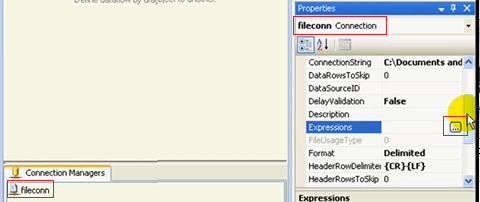 Define dataflow by dragobject to another.
Properties
fileconn Connection
ConnectionString C:\Documents and
DataRowsToSkip 0
DataSourceID
DelayValidation False
Description
Expressions ...
FileUsageType 0
Format Delimited
HeaderRowDelimiter {CR}{LF}
HeaderRowsToSkip 0
Expressions
Connection Managers
fileconn